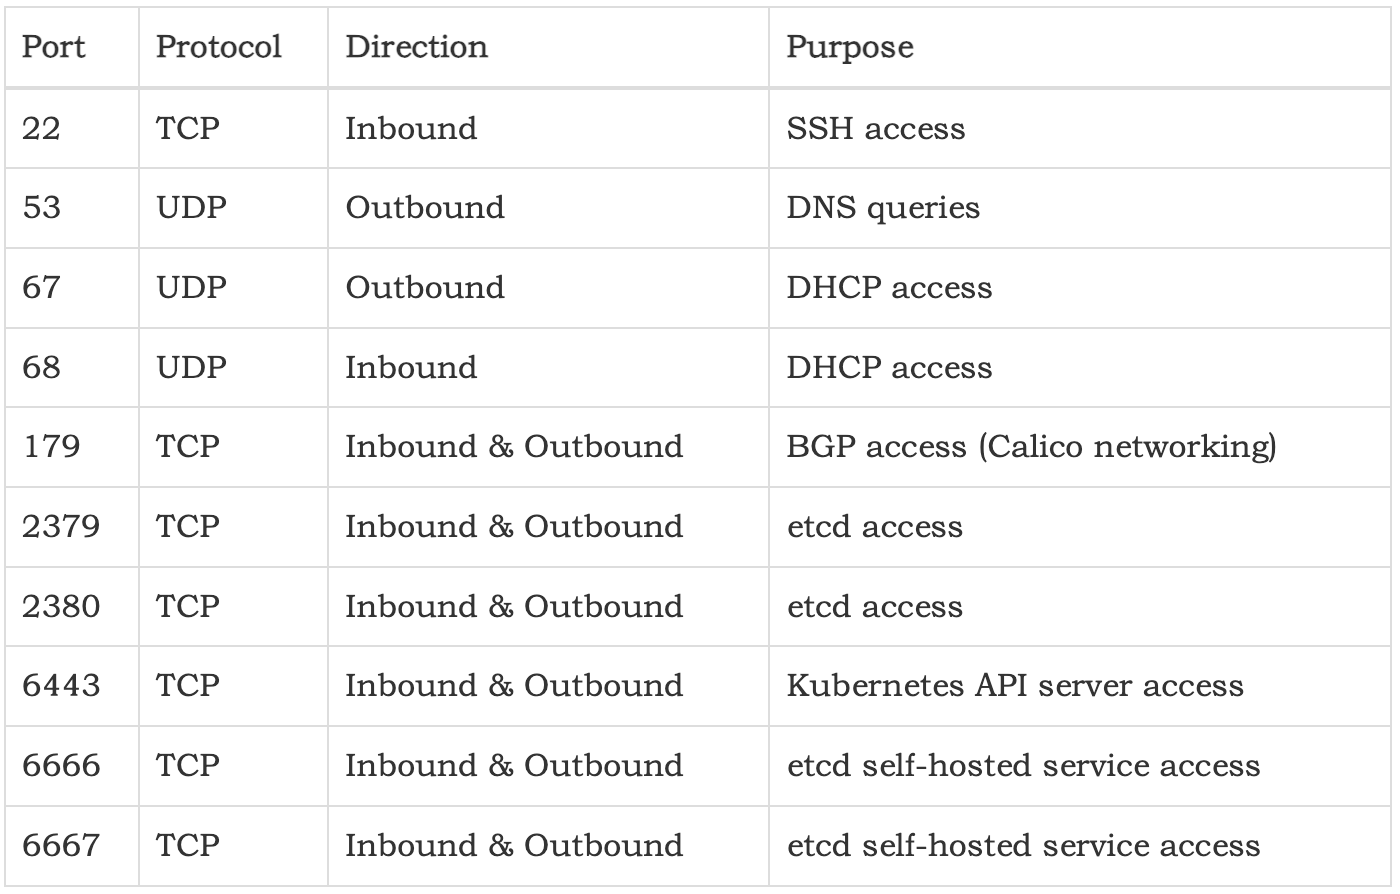 Port Protocol Direction Purpose
22 TCP Inbound SSH access
53 UDP Outbound DNS queries
67 UDP Outbound DHCP access
68 UDP Inbound DHCP access
179 TCP Inbound & Outbound BGP access (Calico networking)
2379 TCP Inbound & Outbound etcd access
2380 TCP Inbound & Outbound etcd access
6443 TCP Inbound & Outbound Kubernetes API server access
6666 TCP Inbound & Outbound etcd self-hosted service access
6667 TCP Inbound & Outbound etcd self-hosted service access